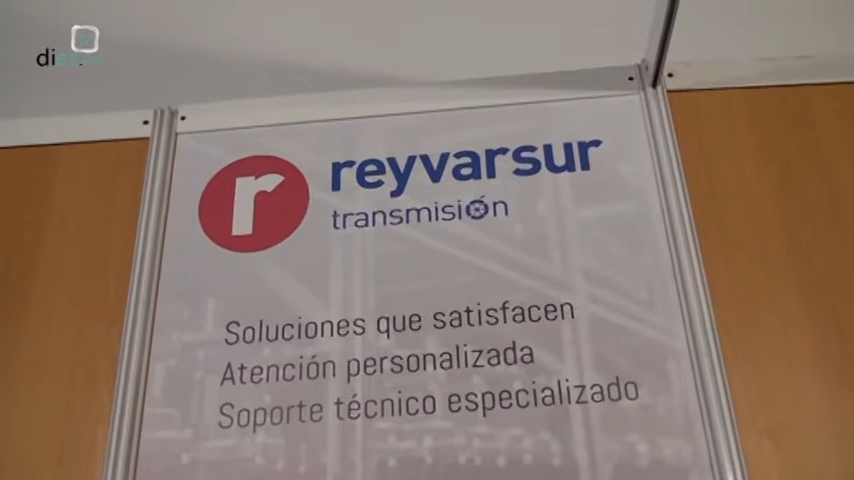 r
reyvarsur
transmisión
Soluciones que satisfacen
Atención personalizada
Soporte técnico especializado